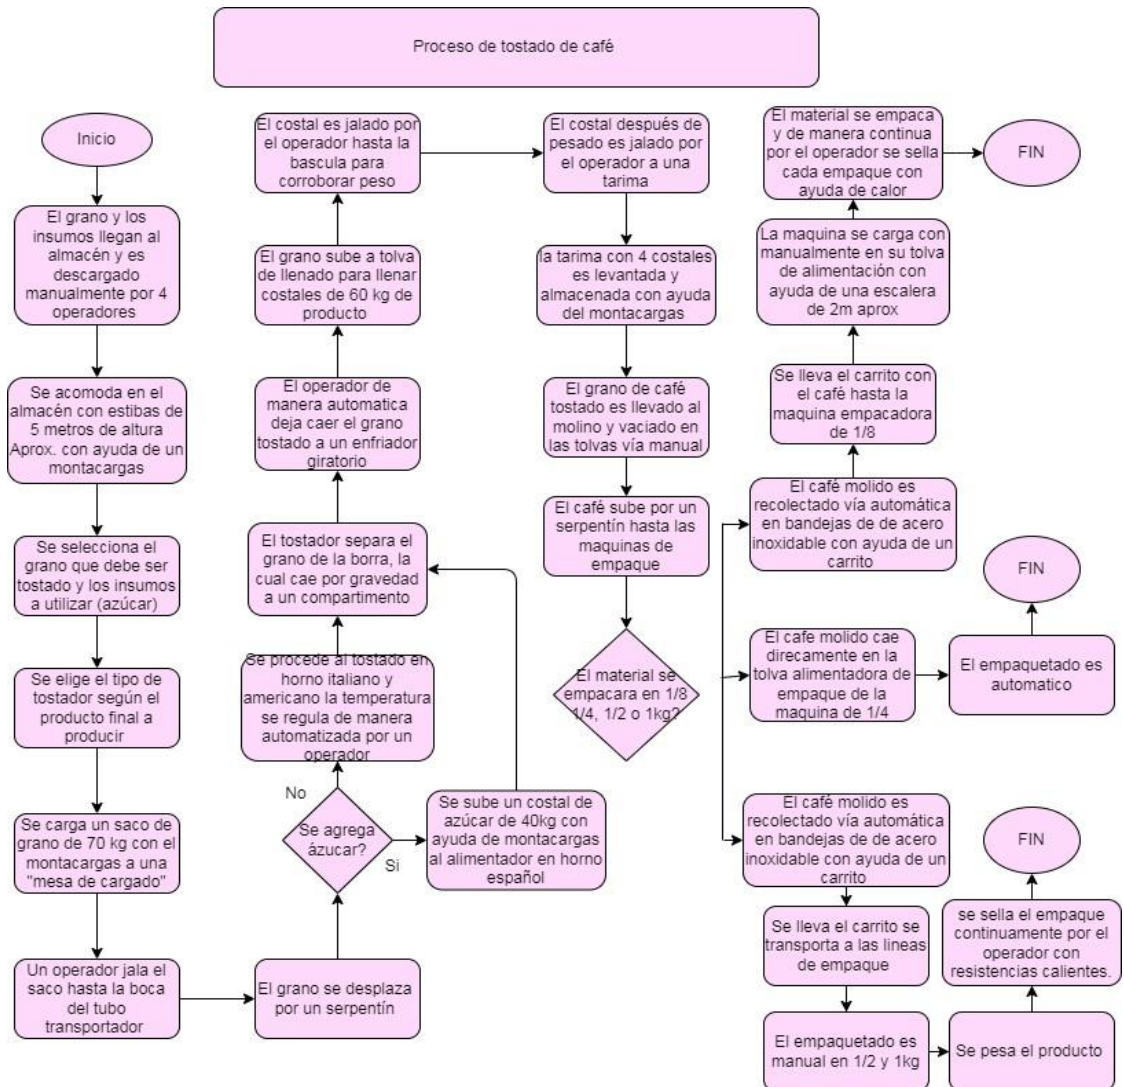 Proceso de tostado de café
Inicio
El grano y los
insumos llegan al
almacén y es
descargado
manualmente por 4
operadores
Se acomoda en el
almacén con estibas de
5 metros de altura
Aprox. con ayuda de un
montacargas
Se selecciona el
grano que debe ser
tostado y los insumos
a utilizar (azúcar)
Se elige el tipo de
tostador según el
producto final a
producir
Se carga un saco de
grano de 70 kg con el
montacargas a una
"mesa de cargado"
Un operador jala el
saco hasta la boca
del tubo
transportador
El grano se desplaza
por un serpentín
Se agrega
ázucar?
No
Si
Se procede al tostado en
horno italiano y
americano la temperatura
se regula de manera
automatizada por un
operador
Se sube un costal de
azúcar de 40kg con
ayuda de montacargas
al alimentador en horno
español
El tostador separa el
grano de la borra, la
cual cae por gravedad
a un compartimento
El operador de
manera automatica
deja caer el grano
tostado a un enfriador
giratorio
El grano sube a tolva
de llenado para llenar
costales de 60 kg de
producto
El costal es jalado por
el operador hasta la
bascula para
corroborar peso
El costal después de
pesado es jalado por
el operador a una
tarima
la tarima con 4 costales
es levantada y
almacenada con ayuda
del montacargas
El grano de café
tostado es llevado al
molino y vaciado en
las tolvas vía manual
El café sube por un
serpentín hasta las
maquinas de
empaque
El material se
empacara en 1/8
1/4, 1/2 o 1kg?
El café molido es
recolectado vía automática
en bandejas de de acero
inoxidable con ayuda de un
carrito
Se lleva el carrito con
el café hasta la
maquina empacadora
de 1/8
La maquina se carga con
manualmente en su tolva
de alimentación con
ayuda de una escalera
de 2m aprox
El material se empaca
y de manera continua
por el operador se sella
cada empaque con
ayuda de calor
FIN
El cafe molido cae
direcamente en la
tolva alimentadora de
empaque de la
maquina de 1/4
El empaquetado es
automatico
FIN
El café molido es
recolectado vía automática
en bandejas de de acero
inoxidable con ayuda de un
carrito
Se lleva el carrito se
transporta a las lineas
de empaque
El empaquetado es
manual en 1/2 y 1kg
Se pesa el producto
se sella el empaque
continuamente por el
operador con
resistencias calientes.
FIN